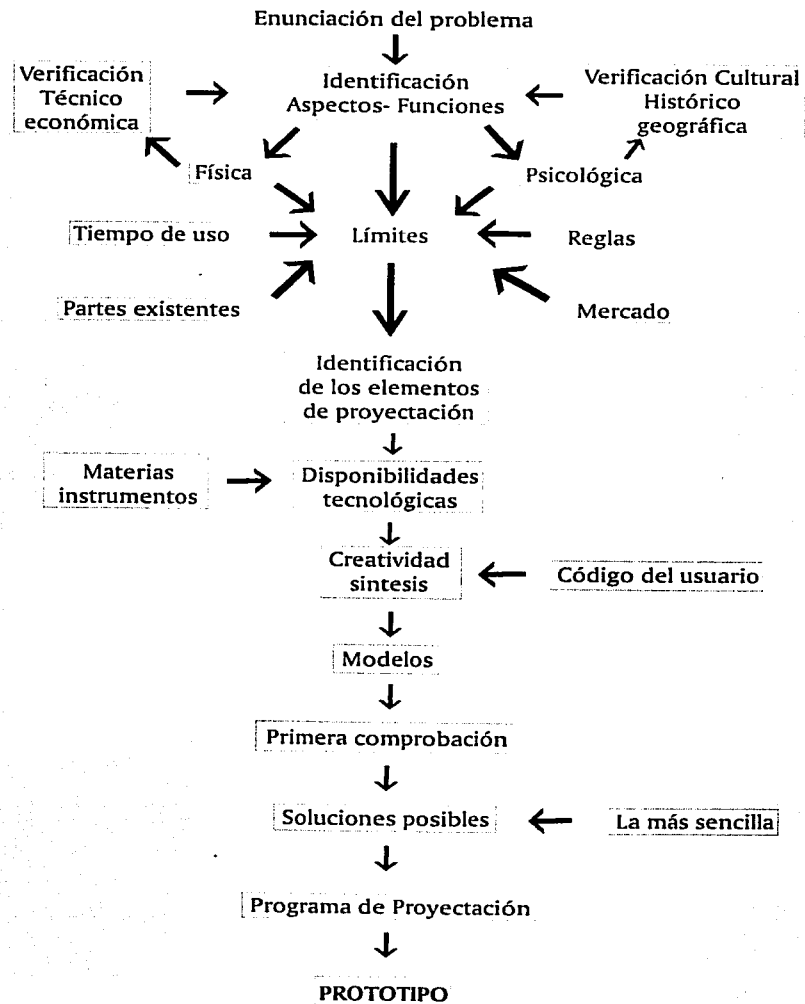 Enunciación del problema
Verificación
Técnico
económica
Identificación
Aspectos- Funciones
Verificación Cultural
Histórico
geográfica
Física
Psicológica
Tiempo de uso
Límites
Reglas
Partes existentes
Mercado
Identificación
de los elementos
de proyectación
Materias
instrumentos
Disponibilidades
tecnológicas
Creatividad
sintesis
Código del usuario
Modelos
Primera comprobación
Soluciones posibles
La más sencilla
Programa de Proyectación
PROTOTIPO